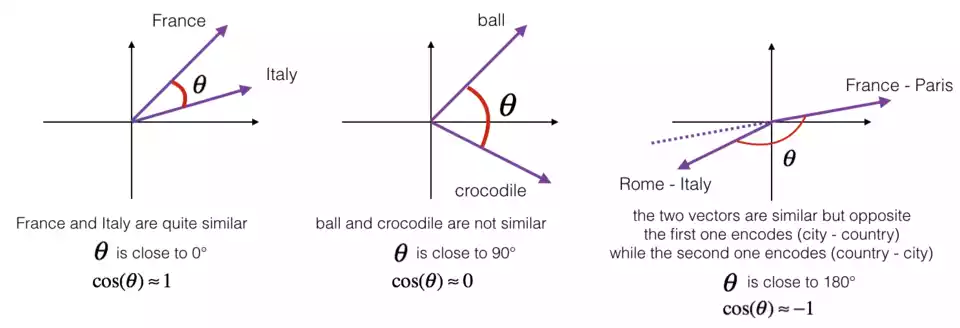 France
Italy
θ
France and Italy are quite similar
θ is close to 0°
cos(θ) ≈ 1
ball
θ
crocodile
ball and crocodile are not similar
θ is close to 90°
cos(θ) ≈ 0
France - Paris
θ
Rome - Italy
the two vectors are similar but opposite
the first one encodes (city - country)
while the second one encodes (country - city)
θ is close to 180°
cos(θ) ≈ -1